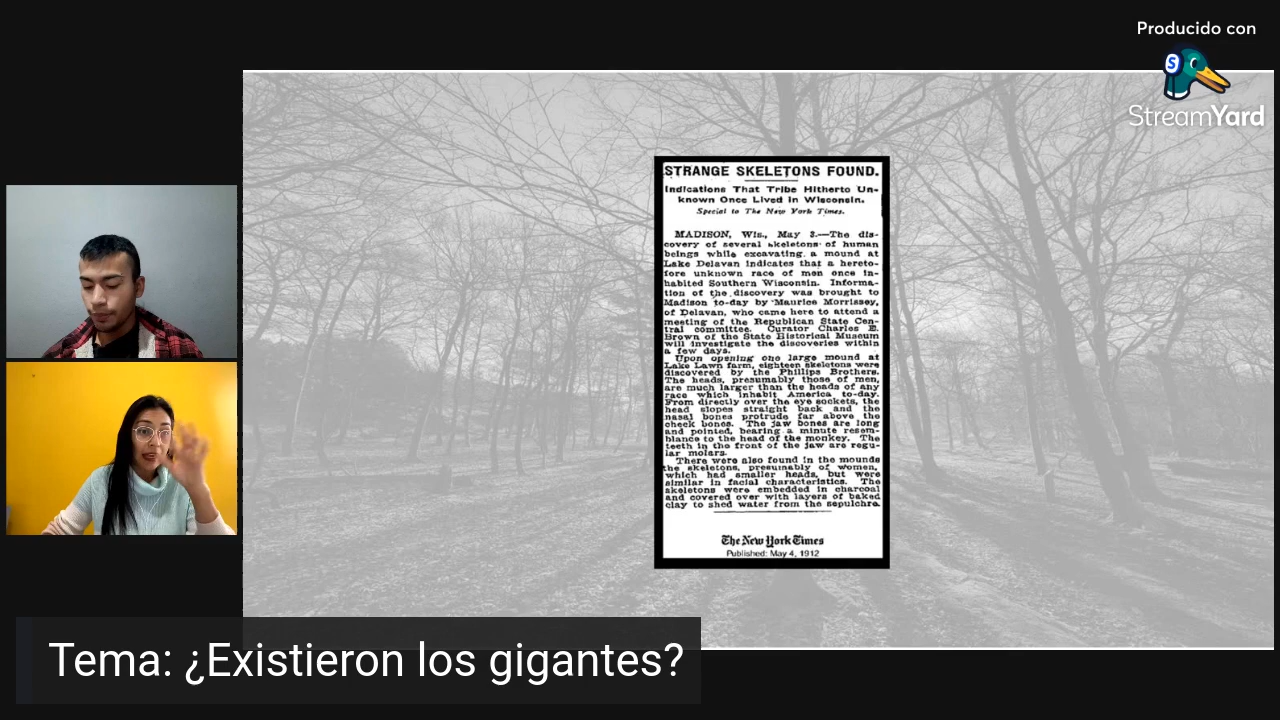 Producido con
StreamYard
STRANGE SKELETONS FOUND.
Indications That Tribe Hitherto Un-
known Once Lived in Wisconsin.
Special to The New York Times.
MADISON, Wis., May 3.—The dis-
covery of several skeletons of human
beings while excavating a mound at
Lake Delavan indicates that a hereto-
fore unknown race of men once in-
habited Southern Wisconsin. Informa-
tion of the discovery was brought to
Madison to-day by Maurice Morrissey,
of Delavan, who came here to attend a
meeting of the Republican State Cen-
tral committee. Curator Charles E.
Brown of the State Historical Museum
will investigate the discoveries within
a few days.
Upon opening one large mound at
Lake Lawn farm, eighteen skeletons were
discovered by the Phillips Brothers.
The heads, presumably those of men,
are much larger than the heads of any
race which inhabit America to-day.
From directly over the eye sockets, the
head slopes straight back and the
nasal bones protrude far above the
cheek bones. The jaw bones are long
and pointed, bearing a minute resem-
blance to the head of the monkey. The
teeth in the front of the jaw are regu-
lar molars.
There were also found in the mounds
the skeletons, presumably of women,
which had smaller heads, but were
similar in facial characteristics. The
skeletons were embedded in charcoal
and covered over with layers of baked
clay to shed water from the sepulchre.
The New York Times
Published: May 4, 1912
Tema: ¿Existieron los gigantes?